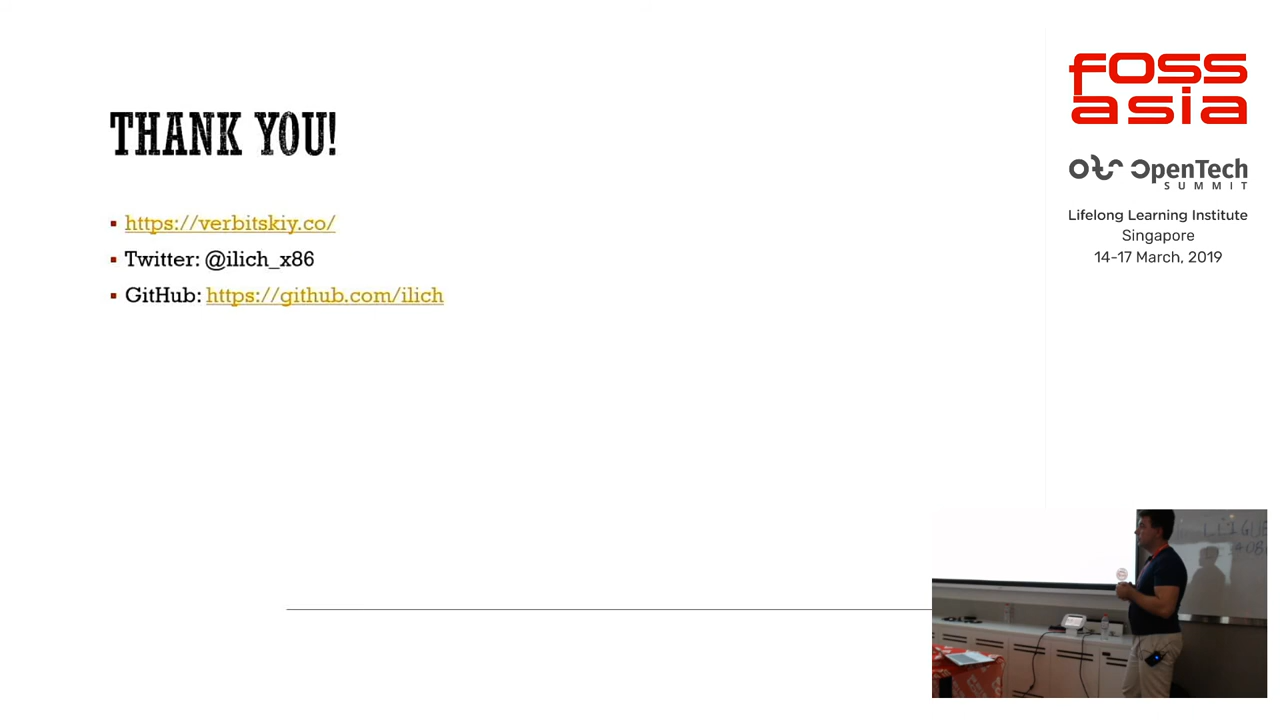 THANK YOU!
https://verbitskiy.co/
Twitter: @ilich_x86
GitHub: https://github.com/ilich
fOSS
asia
OpenTech
SUMMIT
Lifelong Learning Institute
Singapore
14-17 March, 2019